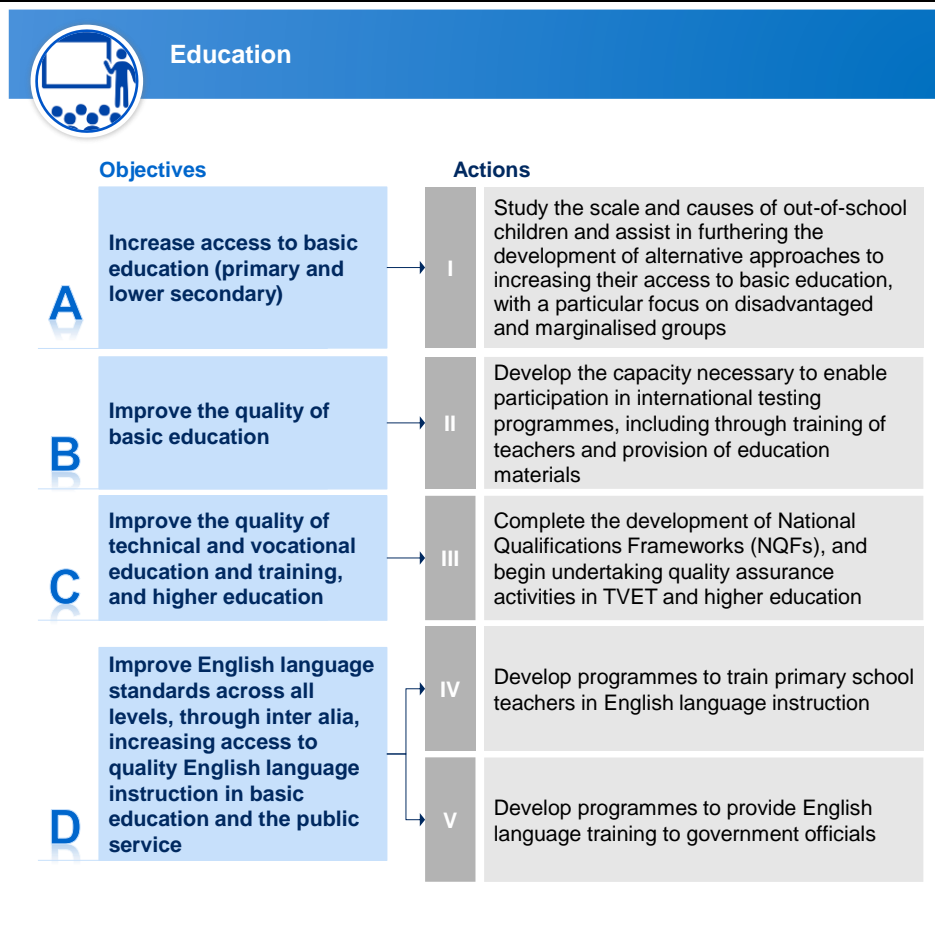 Education
Objectives
Actions
A
Increase access to basic
education (primary and
lower secondary)
I
Study the scale and causes of out-of-school
children and assist in furthering the
development of alternative approaches to
increasing their access to basic education,
with a particular focus on disadvantaged
and marginalised groups
B
Improve the quality of
basic education
II
Develop the capacity necessary to enable
participation in international testing
programmes, including through training of
teachers and provision of education
materials
C
Improve the quality of
technical and vocational
education and training,
and higher education
III
Complete the development of National
Qualifications Frameworks (NQFs), and
begin undertaking quality assurance
activities in TVET and higher education
D
Improve English language
standards across all
levels, through inter alia,
increasing access to
quality English language
instruction in basic
education and the public
service
IV
Develop programmes to train primary school
teachers in English language instruction
V
Develop programmes to provide English
language training to government officials